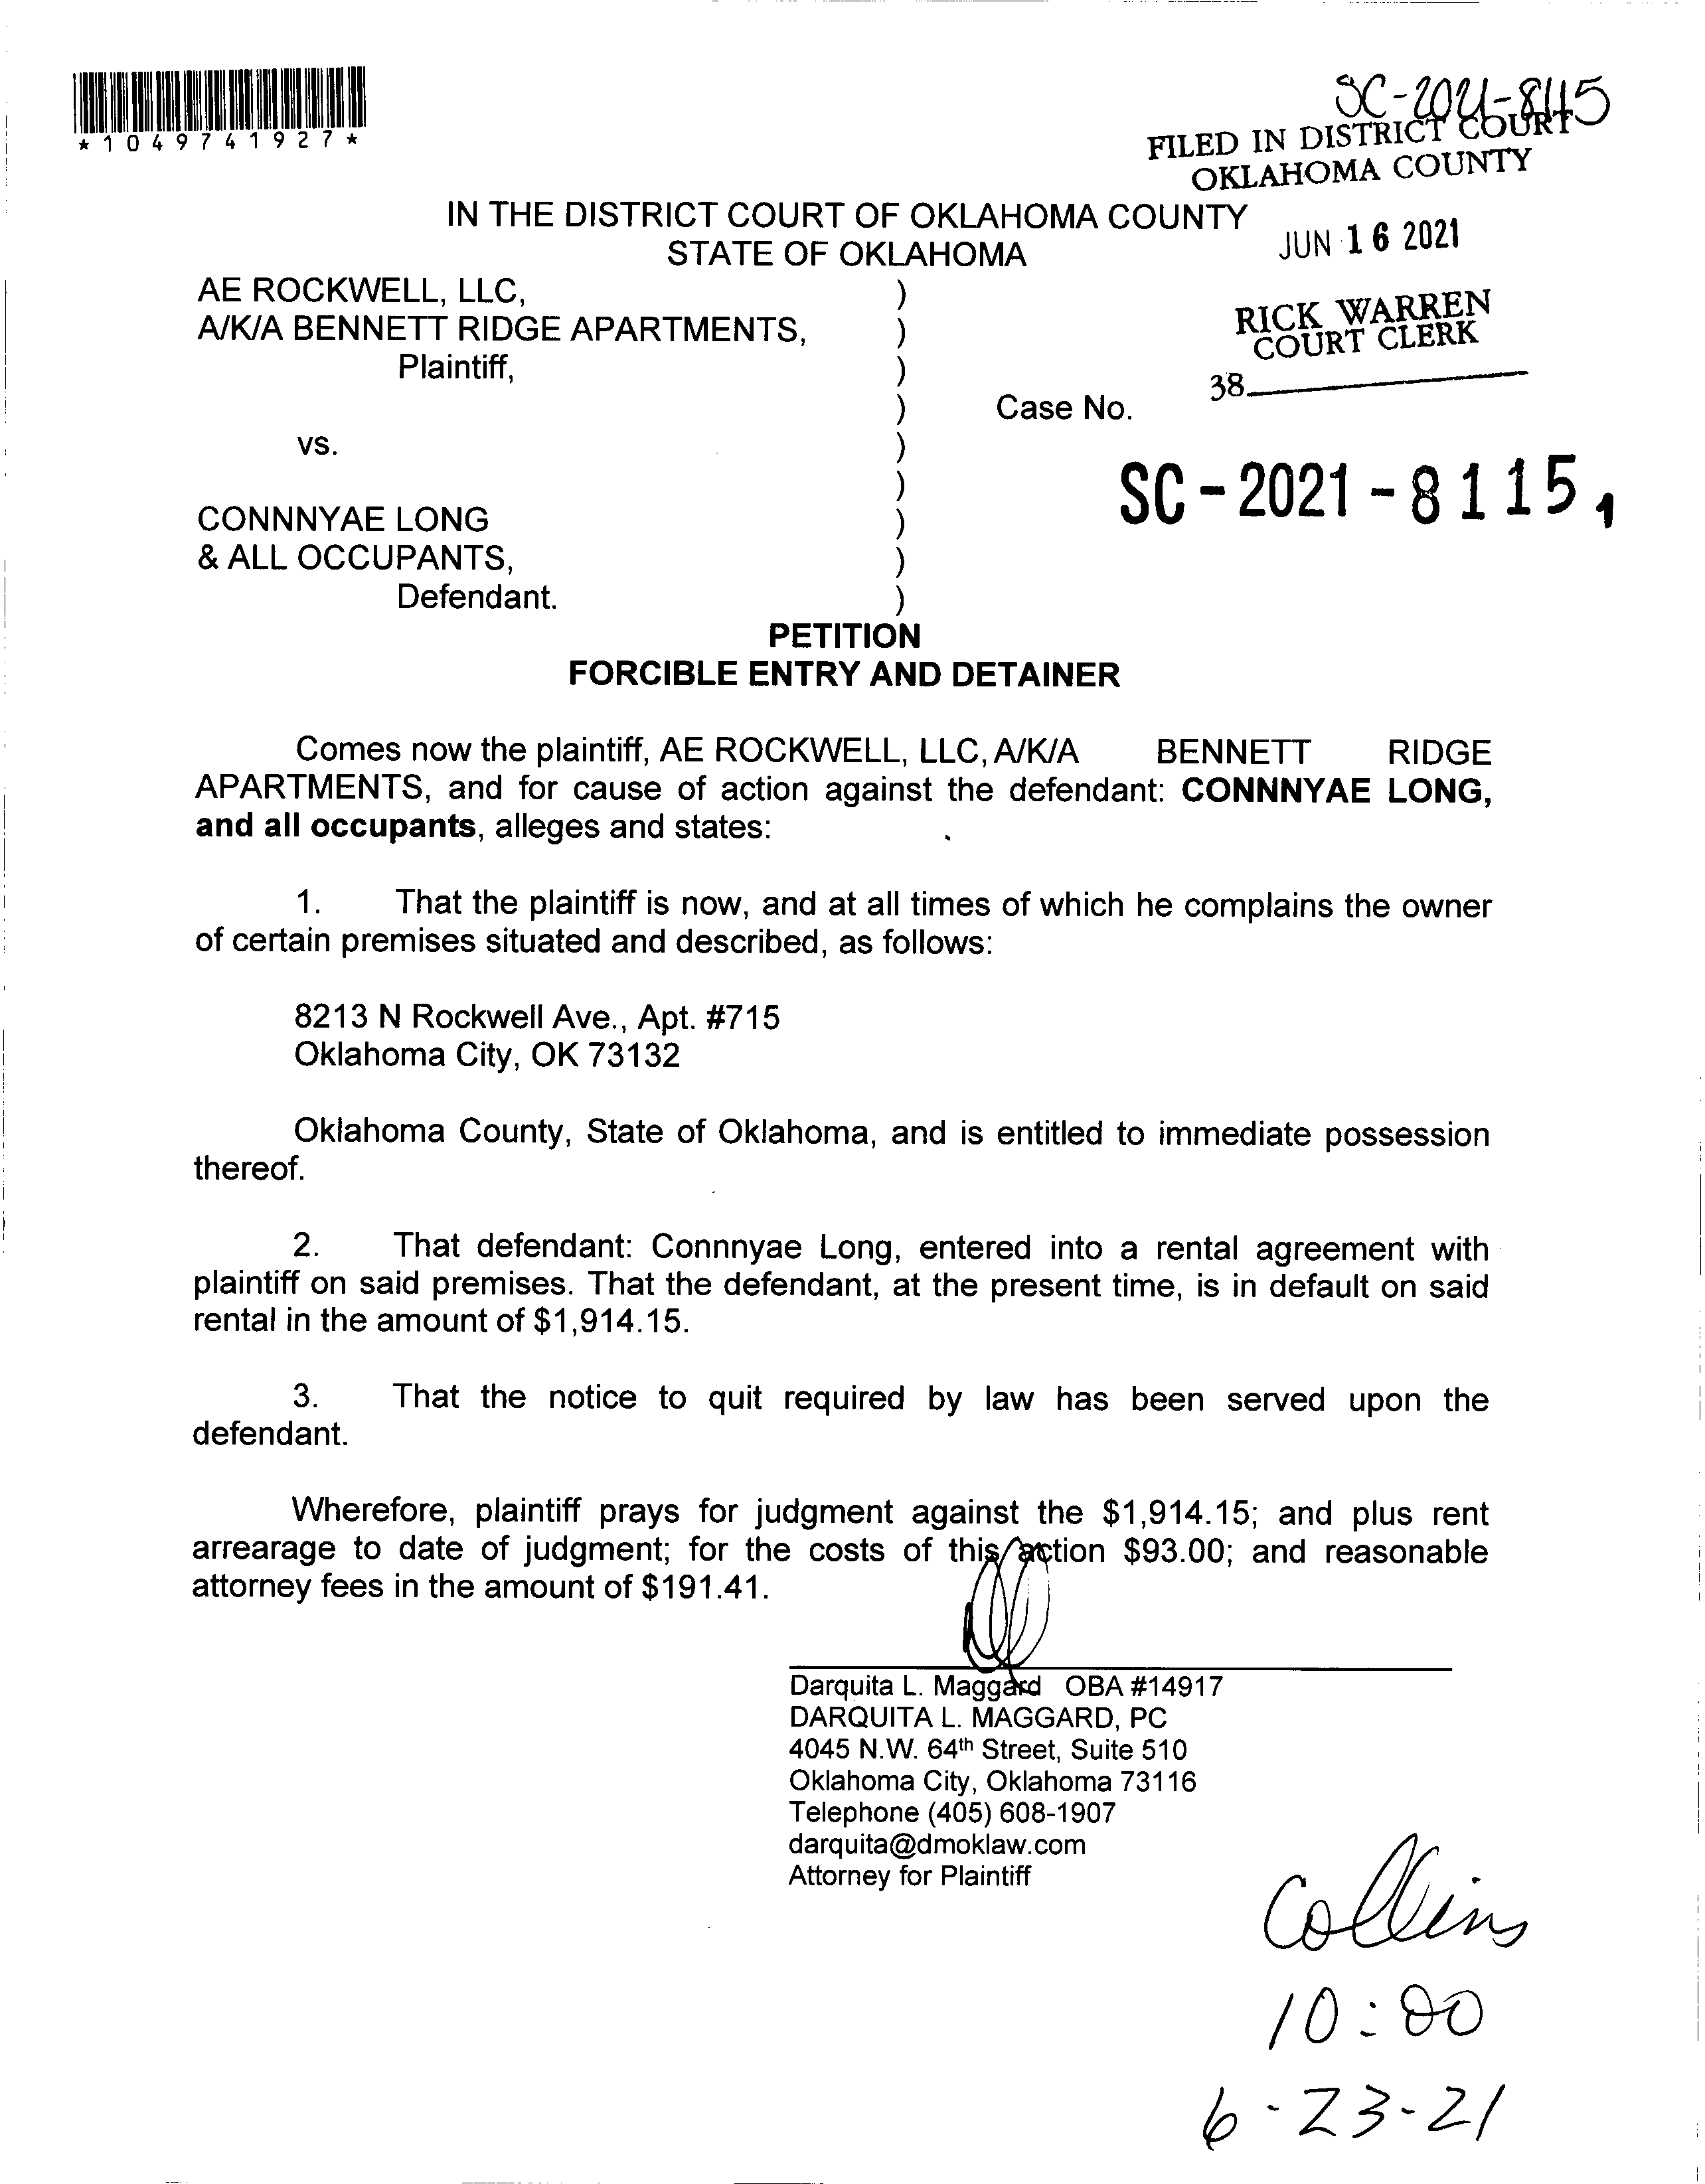 SC-2021-8115
*1049741927*
FILED IN DISTRICT COURT
OKLAHOMA COUNTY
IN THE DISTRICT COURT OF OKLAHOMA COUNTY
STATE OF OKLAHOMA
JUN 16 2021
RICK WARREN
COURT CLERK
38
AE ROCKWELL, LLC, )
A/K/A BENNETT RIDGE APARTMENTS, )
Plaintiff, )
) Case No.
vs. )
) SC-2021-8115
CONNNYAE LONG )
& ALL OCCUPANTS, )
Defendant. )
PETITION
FORCIBLE ENTRY AND DETAINER
Comes now the plaintiff, AE ROCKWELL, LLC, A/K/A BENNETT RIDGE
APARTMENTS, and for cause of action against the defendant: CONNNYAE LONG,
and all occupants, alleges and states:
1. That the plaintiff is now, and at all times of which he complains the owner
of certain premises situated and described, as follows:
8213 N Rockwell Ave., Apt. #715
Oklahoma City, OK 73132
Oklahoma County, State of Oklahoma, and is entitled to immediate possession
thereof.
2. That defendant: Connnyae Long, entered into a rental agreement with
plaintiff on said premises. That the defendant, at the present time, is in default on said
rental in the amount of $1,914.15.
3. That the notice to quit required by law has been served upon the
defendant.
Wherefore, plaintiff prays for judgment against the $1,914.15; and plus rent
arrearage to date of judgment; for the costs of this action $93.00; and reasonable
attorney fees in the amount of $191.41.
Darquita L. Maggard OBA #14917
DARQUITA L. MAGGARD, PC
4045 N.W. 64th Street, Suite 510
Oklahoma City, Oklahoma 73116
Telephone (405) 608-1907
darquita@dmoklaw.com
Attorney for Plaintiff
Collins
10:00
6-23-21